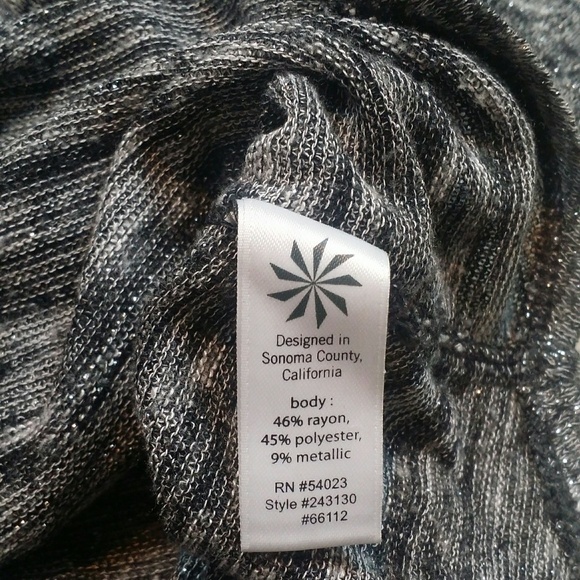 Designed in
Sonoma County,
California
body :
46% rayon,
45% polyester,
9% metallic
RN #54023
Style #243130
#66112